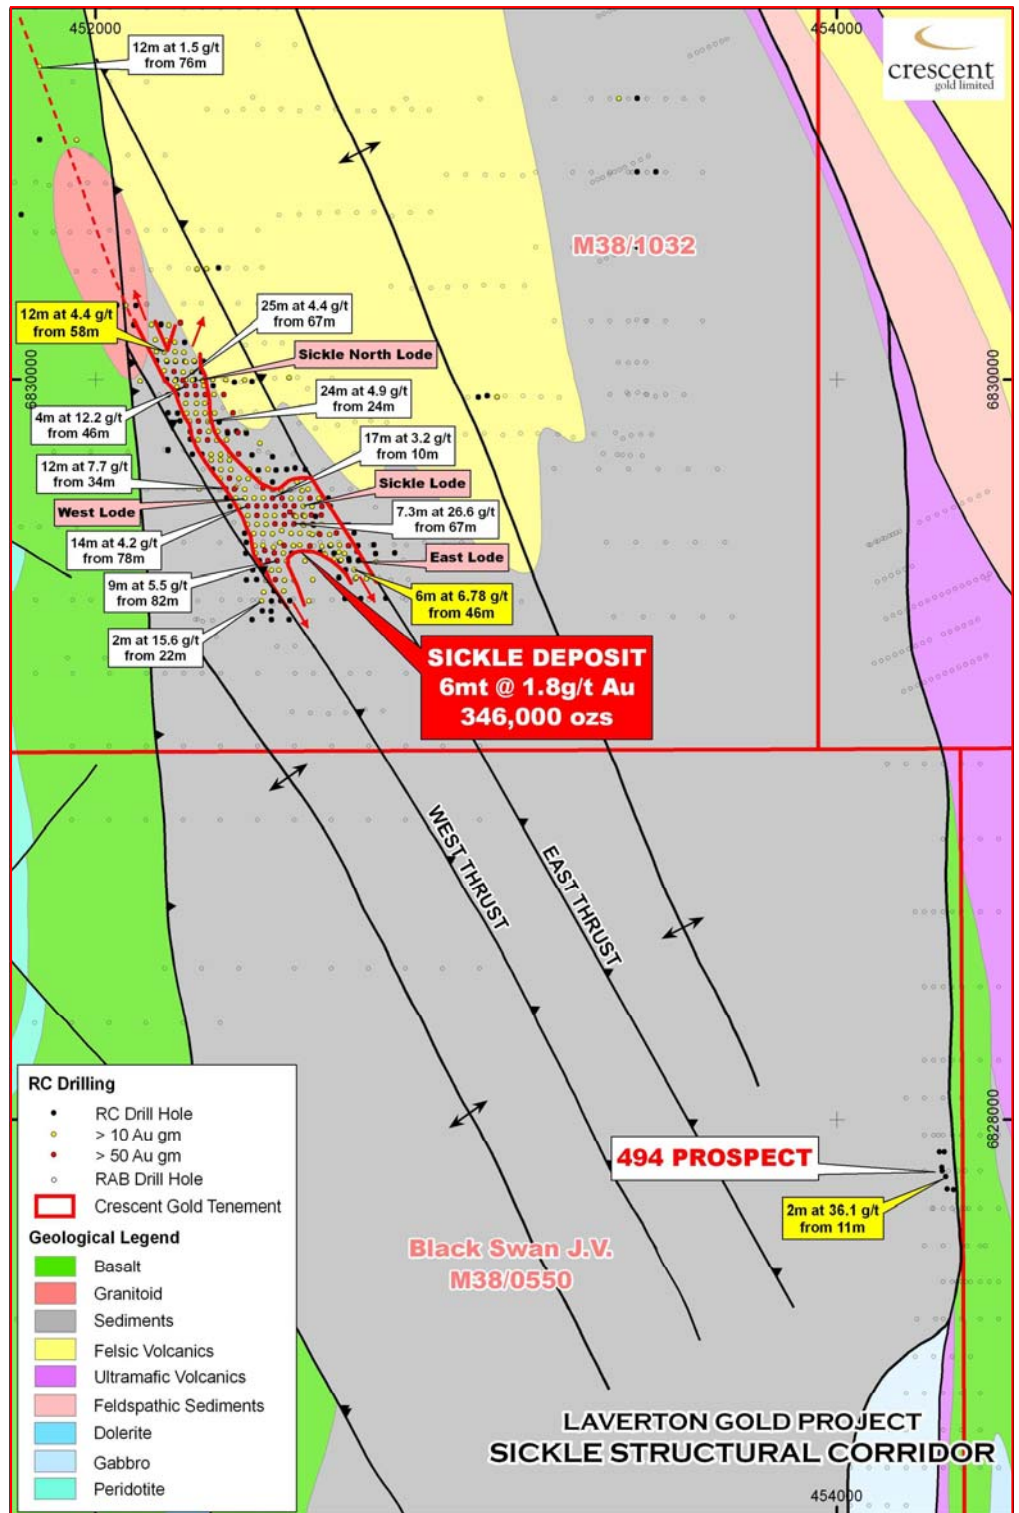 452000
454000
crescent
gold limited
12m at 1.5 g/t
from 76m
M38/1032
12m at 4.4 g/t
from 58m
25m at 4.4 g/t
from 67m
Sickle North Lode
6830000
6830000
24m at 4.9 g/t
from 24m
4m at 12.2 g/t
from 46m
17m at 3.2 g/t
from 10m
12m at 7.7 g/t
from 34m
Sickle Lode
West Lode
7.3m at 26.6 g/t
from 67m
14m at 4.2 g/t
from 78m
East Lode
9m at 5.5 g/t
from 82m
6m at 6.78 g/t
from 46m
2m at 15.6 g/t
from 22m
SICKLE DEPOSIT
6mt @ 1.8g/t Au
346,000 ozs
WEST THRUST
EAST THRUST
6828000
494 PROSPECT
2m at 36.1 g/t
from 11m
Black Swan J.V.
M38/0550
RC Drilling
RC Drill Hole
> 10 Au gm
> 50 Au gm
RAB Drill Hole
Crescent Gold Tenement
Geological Legend
Basalt
Granitoid
Sediments
Felsic Volcanics
Ultramafic Volcanics
Feldspathic Sediments
Dolerite
Gabbro
Peridotite
LAVERTON GOLD PROJECT
SICKLE STRUCTURAL CORRIDOR
454000